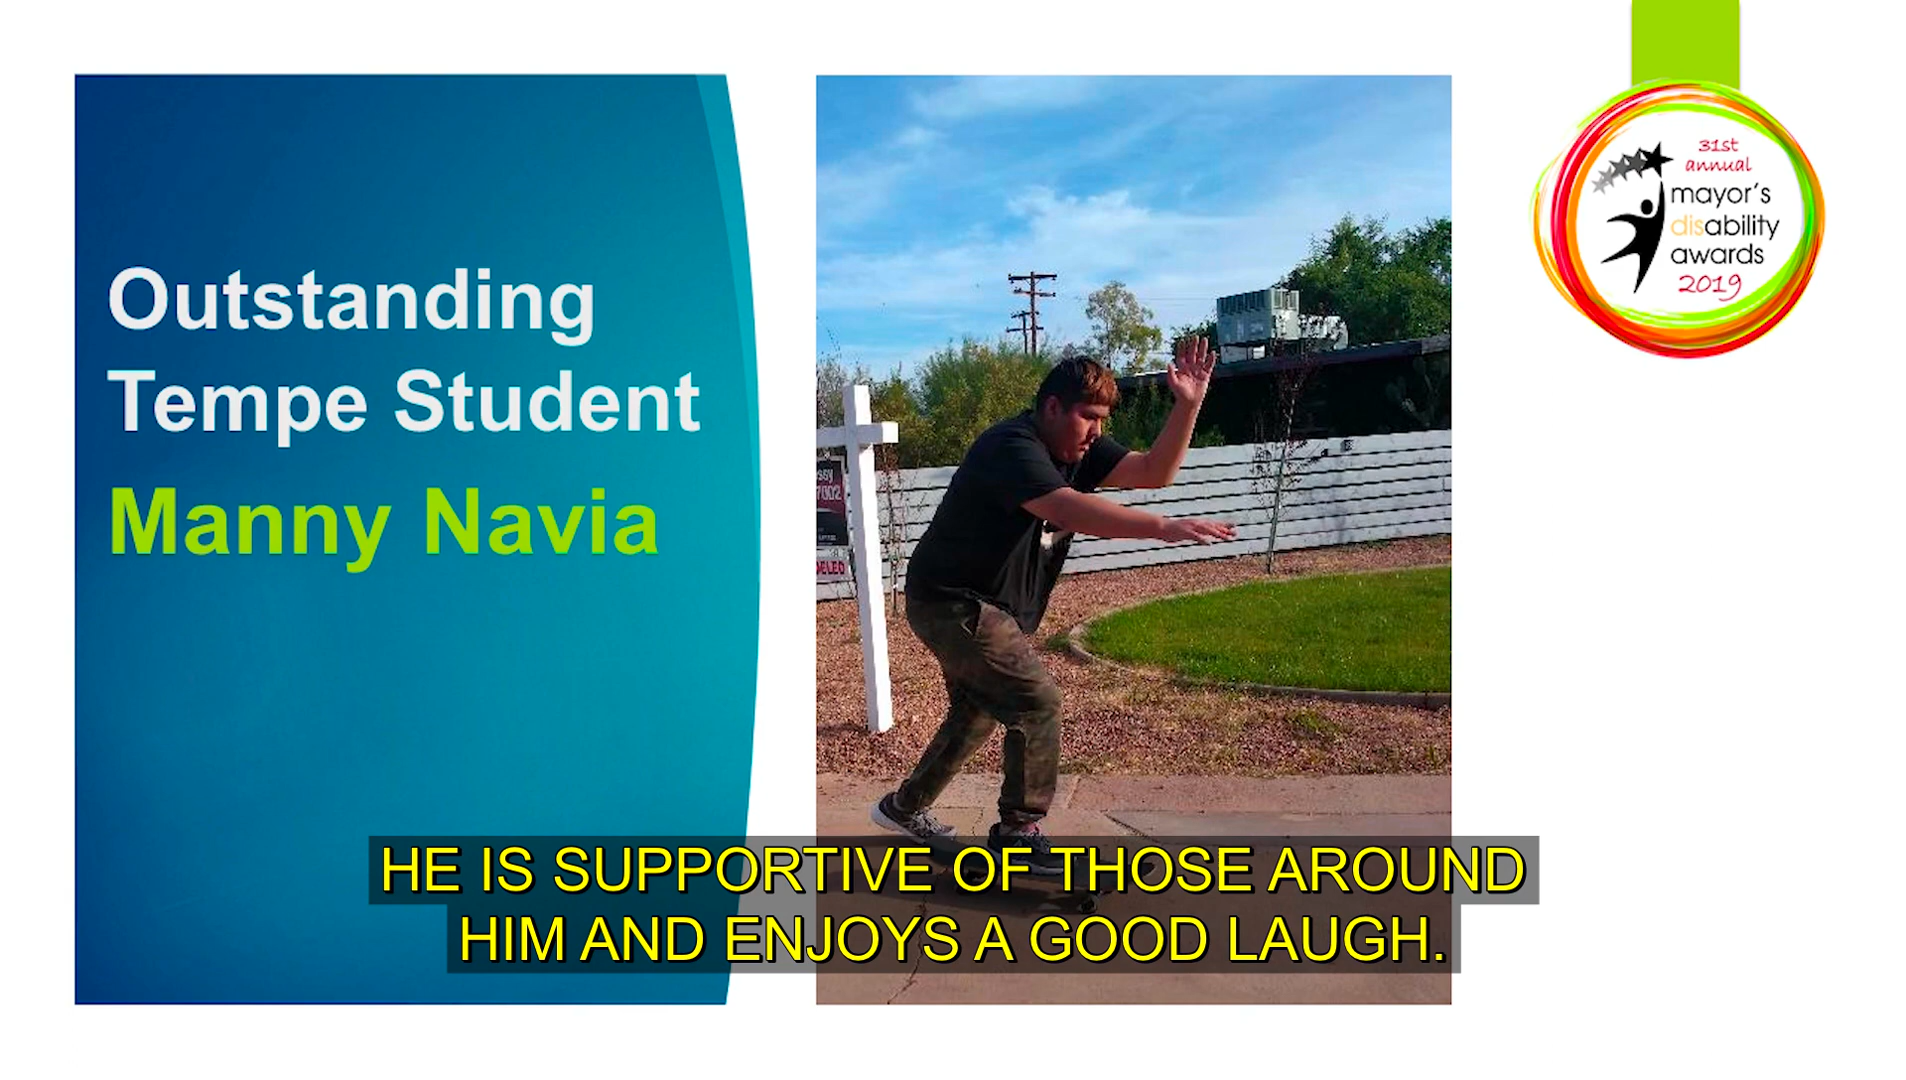 Outstanding
Tempe Student
Manny Navia
31st
annual
mayor's
disability
awards
2019
HE IS SUPPORTIVE OF THOSE AROUND
HIM AND ENJOYS A GOOD LAUGH.